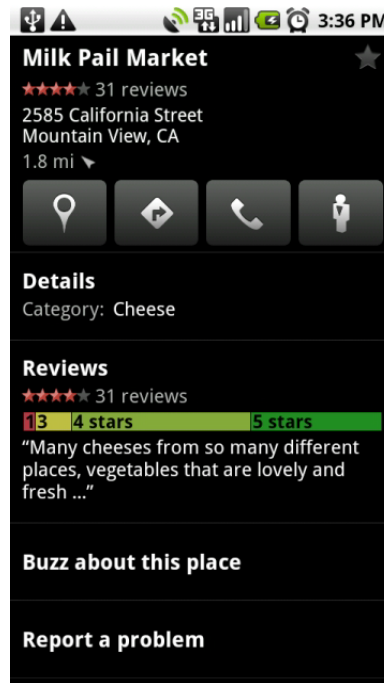 3G 3:36 PM
Milk Pail Market
31 reviews
2585 California Street
Mountain View, CA
1.8 mi
Details
Category: Cheese
Reviews
31 reviews
1 3 4 stars 5 stars
“Many cheeses from so many different
places, vegetables that are lovely and
fresh ...”
Buzz about this place
Report a problem